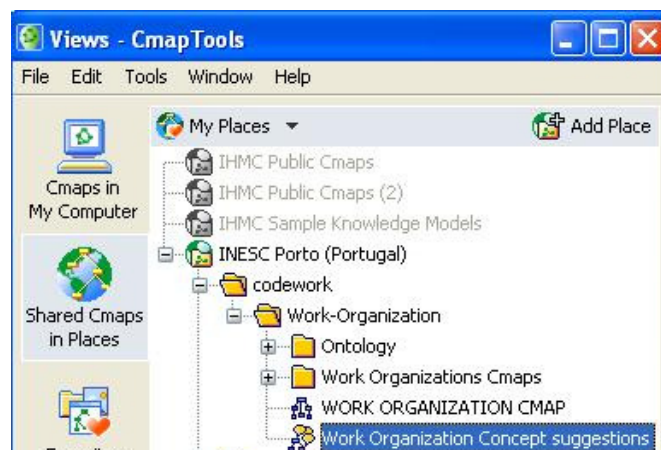 Views - CmapTools
File Edit Tools Window Help
My Places
Add Place
Cmaps in
My Computer
Shared Cmaps
in Places
IHMC Public Cmaps
IHMC Public Cmaps (2)
IHMC Sample Knowledge Models
INESC Porto (Portugal)
codework
Work-Organization
Ontology
Work Organizations Cmaps
WORK ORGANIZATION CMAP
Work Organization Concept suggestions